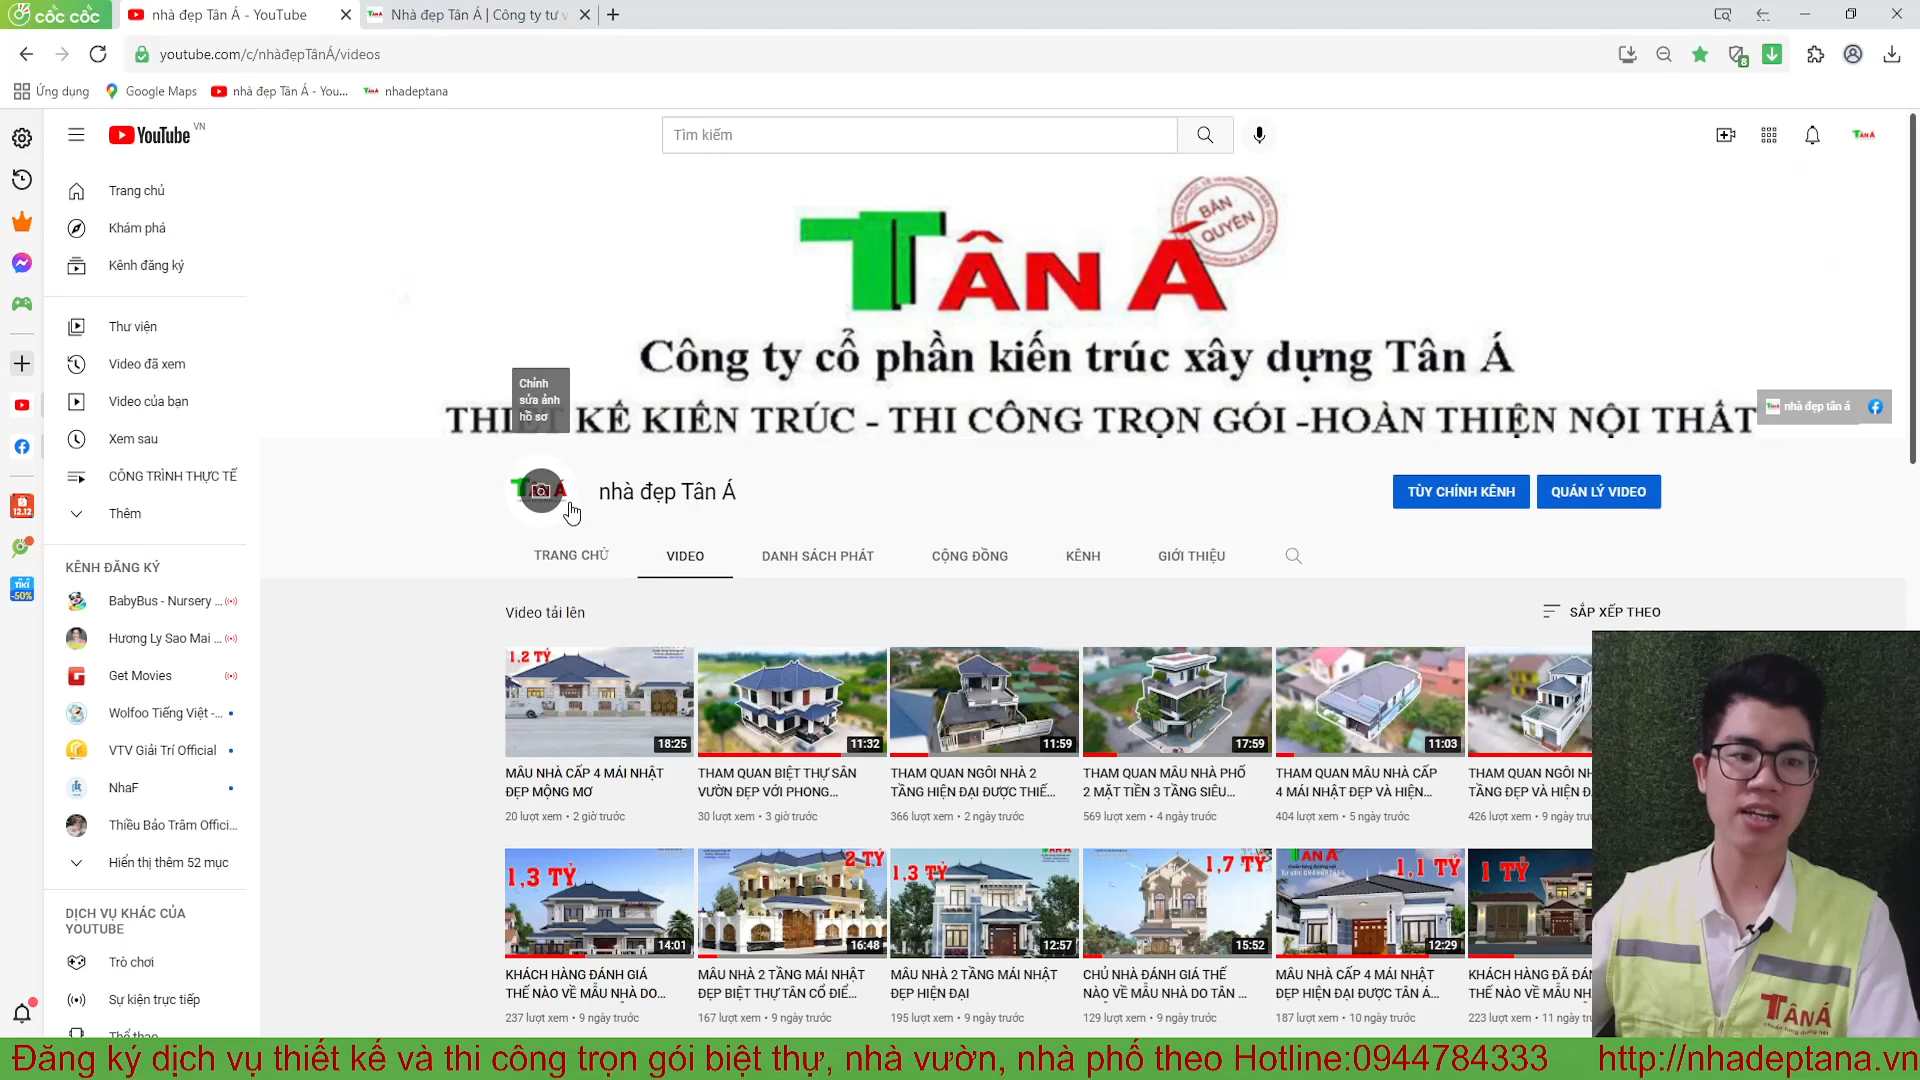 cốc cốc
nhà đẹp Tân Á - YouTube
Nhà đẹp Tân Á | Công ty tư v
youtube.com/c/nhàđẹpTânÁ/videos
8
Ứng dụng
Google Maps
nhà đẹp Tân Á - You...
nhadeptana
YouTube VN
Tìm kiếm
TÂN Á
Trang chủ
Khám phá
Kênh đăng ký
Thư viện
Video đã xem
Video của bạn
Xem sau
CÔNG TRÌNH THỰC TẾ
Thêm
KÊNH ĐĂNG KÝ
BabyBus - Nursery ...
Hương Ly Sao Mai ...
Get Movies
Wolfoo Tiếng Việt -...
VTV Giải Trí Official
NhaF
Thiều Bảo Trâm Offici...
Hiển thị thêm 52 mục
DỊCH VỤ KHÁC CỦA
YOUTUBE
Trò chơi
Sự kiện trực tiếp
Thể thao
12.12
TIKI
-50%
BẢN
QUYỀN
TÂN Á
Công ty cổ phần kiến trúc xây dựng Tân Á
THIẾT KẾ KIẾN TRÚC - THI CÔNG TRỌN GÓI -HOÀN THIỆN NỘI THẤT
Chỉnh
sửa ảnh
hồ sơ
nhà đẹp tân á
nhà đẹp Tân Á
TÙY CHỈNH KÊNH
QUẢN LÝ VIDEO
TRANG CHỦ
VIDEO
DANH SÁCH PHÁT
CỘNG ĐỒNG
KÊNH
GIỚI THIỆU
Video tải lên
SẮP XẾP THEO
1,2 TỶ
18:25
11:32
11:59
17:59
11:03
MẪU NHÀ CẤP 4 MÁI NHẬT
ĐẸP MỘNG MƠ
20 lượt xem • 2 giờ trước
THAM QUAN BIỆT THỰ SÂN
VƯỜN ĐẸP VỚI PHONG...
30 lượt xem • 3 giờ trước
THAM QUAN NGÔI NHÀ 2
TẦNG HIỆN ĐẠI ĐƯỢC THIẾ...
366 lượt xem • 2 ngày trước
THAM QUAN MẪU NHÀ PHỐ
2 MẶT TIỀN 3 TẦNG SIÊU...
569 lượt xem • 4 ngày trước
THAM QUAN MẪU NHÀ CẤP
4 MÁI NHẬT ĐẸP VÀ HIỆN...
404 lượt xem • 5 ngày trước
THAM QUAN NGÔI NH
TẦNG ĐẸP VÀ HIỆN Đ
426 lượt xem • 9 ngày trư
1,3 TỶ
14:01
2 TỶ
16:48
1,3 TỶ
12:57
1,7 TỶ
15:52
TÂN Á
1,1 TỶ
12:29
1 TỶ
KHÁCH HÀNG ĐÁNH GIÁ
THẾ NÀO VỀ MẪU NHÀ DO...
237 lượt xem • 9 ngày trước
MẪU NHÀ 2 TẦNG MÁI NHẬT
ĐẸP BIỆT THỰ TÂN CỔ ĐIỂ...
167 lượt xem • 9 ngày trước
MẪU NHÀ 2 TẦNG MÁI NHẬT
ĐẸP HIỆN ĐẠI
195 lượt xem • 9 ngày trước
CHỦ NHÀ ĐÁNH GIÁ THẾ
NÀO VỀ MẪU NHÀ DO TÂN ...
129 lượt xem • 9 ngày trước
MẪU NHÀ CẤP 4 MÁI NHẬT
ĐẸP HIỆN ĐẠI ĐƯỢC TÂN Á...
187 lượt xem • 10 ngày trước
KHÁCH HÀNG ĐÃ ĐÁN
THẾ NÀO VỀ MẪU NH
223 lượt xem • 11 ngày tr
TÂN Á
chuẩn từng đường nét
Đăng ký dịch vụ thiết kế và thi công trọn gói biệt thự, nhà vườn, nhà phố theo Hotline:0944784333
http://nhadeptana.vn